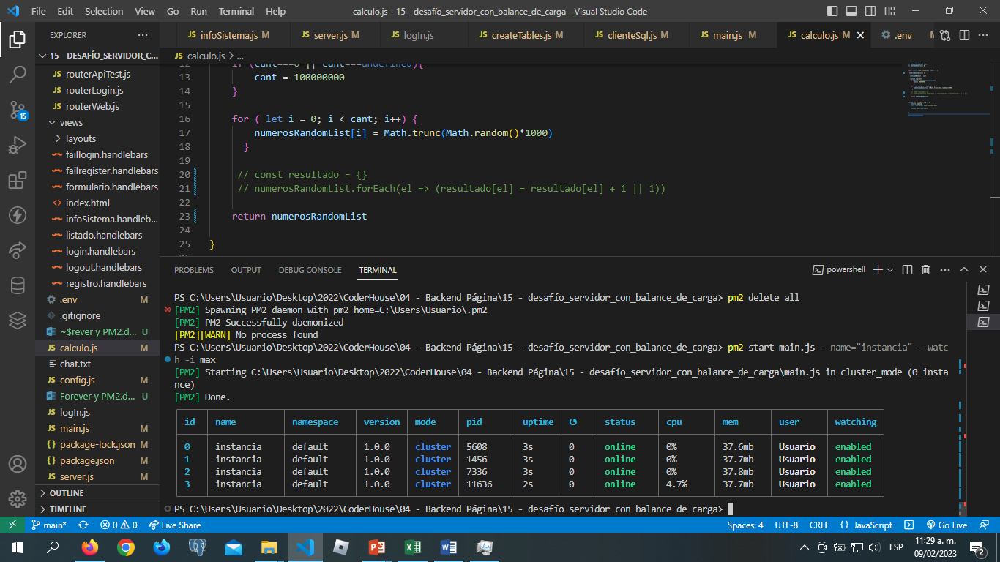 File Edit Selection View Go Run Terminal Help
calculo.js - 15 - desafío_servidor_con_balance_de_carga - Visual Studio Code
EXPLORER
15 - DESAFÍO_SERVIDOR_C...
JS routerApiTest.js
JS routerLogin.js
JS routerWeb.js
views
layouts
faillogin.handlebars
failregister.handlebars
formulario.handlebars
index.html
infoSistema.handleb...
listado.handlebars
login.handlebars
logout.handlebars
registro.handlebars
.env M
.gitignore
~$rever y PM2.d... U
JS calculo.js M
chat.txt
JS config.js M
Forever y PM2.d... U
JS logIn.js
JS main.js M
{} package-lock.json M
{} package.json M
JS server.js M
OUTLINE
TIMELINE
15
JS infoSistema.js M JS server.js M JS logIn.js JS createTables.js M JS clienteSql.js M JS main.js M JS calculo.js M .env M
JS calculo.js > ...
12 if (cant===0 || cant===undefined){
13 cant = 100000000
14 }
15
16 for ( let i = 0; i < cant; i++) {
17 numerosRandomList[i] = Math.trunc(Math.random()*1000)
18 }
19
20 // const resultado = {}
21 // numerosRandomList.forEach(el => (resultado[el] = resultado[el] + 1 || 1))
22
23 return numerosRandomList
24
25 }
PROBLEMS OUTPUT DEBUG CONSOLE TERMINAL
powershell
PS C:\Users\Usuario\Desktop\2022\CoderHouse\04 - Backend Página\15 - desafío_servidor_con_balance_de_carga> pm2 delete all
[PM2] Spawning PM2 daemon with pm2_home=C:\Users\Usuario\.pm2
[PM2] PM2 Successfully daemonized
[PM2][WARN] No process found
PS C:\Users\Usuario\Desktop\2022\CoderHouse\04 - Backend Página\15 - desafío_servidor_con_balance_de_carga> pm2 start main.js --name="instancia" --watc
h -i max
[PM2] Starting C:\Users\Usuario\Desktop\2022\CoderHouse\04 - Backend Página\15 - desafío_servidor_con_balance_de_carga\main.js in cluster_mode (0 insta
nce)
[PM2] Done.
id name namespace version mode pid uptime ↺ status cpu mem user watching
0 instancia default 1.0.0 cluster 5608 3s 0 online 0% 37.6mb Usuario enabled
1 instancia default 1.0.0 cluster 1456 3s 0 online 0% 37.7mb Usuario enabled
2 instancia default 1.0.0 cluster 7336 3s 0 online 0% 37.8mb Usuario enabled
3 instancia default 1.0.0 cluster 11636 2s 0 online 4.7% 37.7mb Usuario enabled
PS C:\Users\Usuario\Desktop\2022\CoderHouse\04 - Backend Página\15 - desafío_servidor_con_balance_de_carga>
main* 0 0 Live Share
Spaces: 4 UTF-8 CRLF {} JavaScript Go Live
ESP
11:29 a. m.
09/02/2023
2